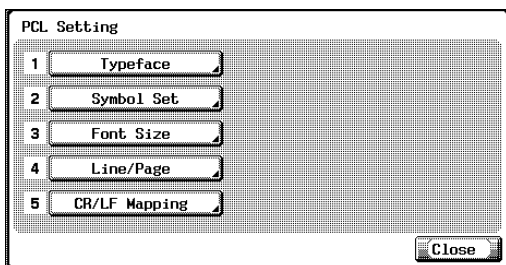 PCL Setting
1 Typeface
2 Symbol Set
3 Font Size
4 Line/Page
5 CR/LF Mapping
Close